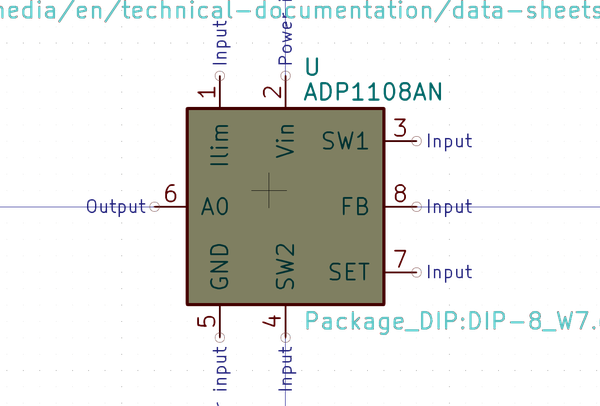 media/en/technical-documentation/data-sheets
Input
Power i
U
ADP1108AN
1
2
Ilim
Vin
SW1
3
Input
Output
6
A0
FB
8
Input
GND
SW2
SET
7
Input
5
4
Package_DIP:DIP-8_W7.
input
Input